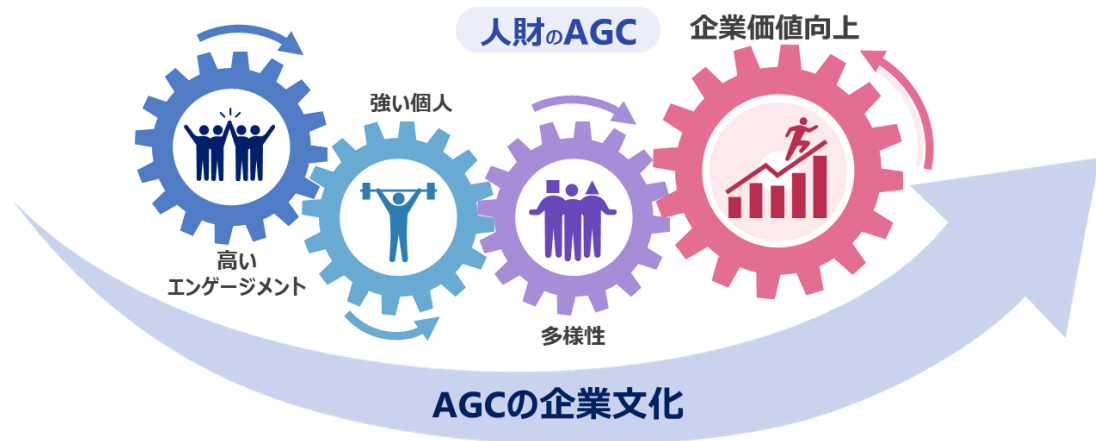 人財のAGC
企業価値向上
強い個人
高い
エンゲージメント
多様性
AGCの企業文化